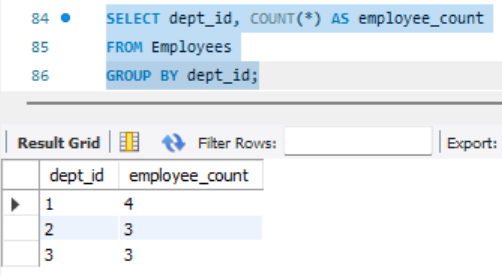 84 SELECT dept_id, COUNT(*) AS employee_count
85 FROM Employees
86 GROUP BY dept_id;
Result Grid Filter Rows: Export:
dept_id employee_count
1 4
2 3
3 3